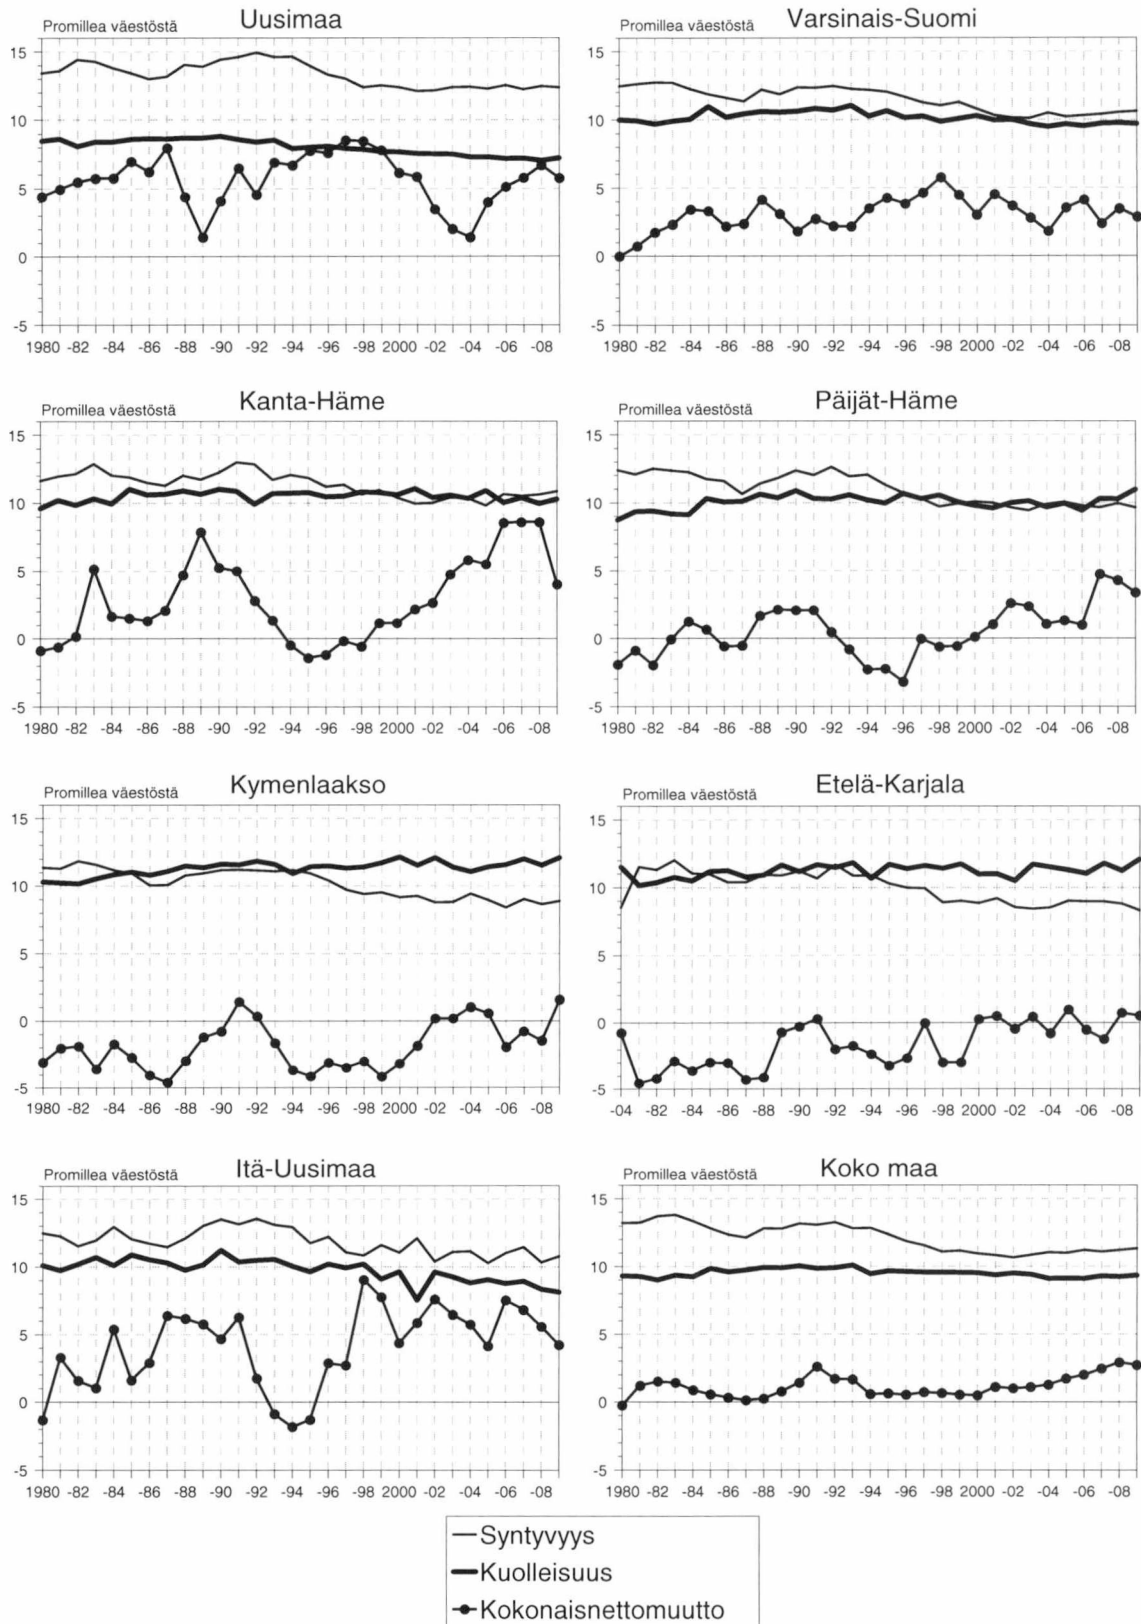 Uusimaa
Promillea väestöstä
15
10
5
0
-5
1980 -82 -84 -86 -88 -90 -92 -94 -96 -98 2000 -02 -04 -06 -08
Varsinais-Suomi
Promillea väestöstä
15
10
5
0
-5
1980 -82 -84 -86 -88 -90 -92 -94 -96 -98 2000 -02 -04 -06 -08
Kanta-Häme
Promillea väestöstä
15
10
5
0
-5
1980 -82 -84 -86 -88 -90 -92 -94 -96 -98 2000 -02 -04 -06 -08
Päijät-Häme
Promillea väestöstä
15
10
5
0
-5
1980 -82 -84 -86 -88 -90 -92 -94 -96 -98 2000 -02 -04 -06 -08
Kymenlaakso
Promillea väestöstä
15
10
5
0
-5
1980 -82 -84 -86 -88 -90 -92 -94 -96 -98 2000 -02 -04 -06 -08
Etelä-Karjala
Promillea väestöstä
15
10
5
0
-5
-04 -82 -84 -86 -88 -90 -92 -94 -96 -98 2000 -02 -04 -06 -08
Itä-Uusimaa
Promillea väestöstä
15
10
5
0
-5
1980 -82 -84 -86 -88 -90 -92 -94 -96 -98 2000 -02 -04 -06 -08
Koko maa
Promillea väestöstä
15
10
5
0
-5
1980 -82 -84 -86 -88 -90 -92 -94 -96 -98 2000 -02 -04 -06 -08
Syntyvyys
Kuolleisuus
Kokonaisnettomuutto